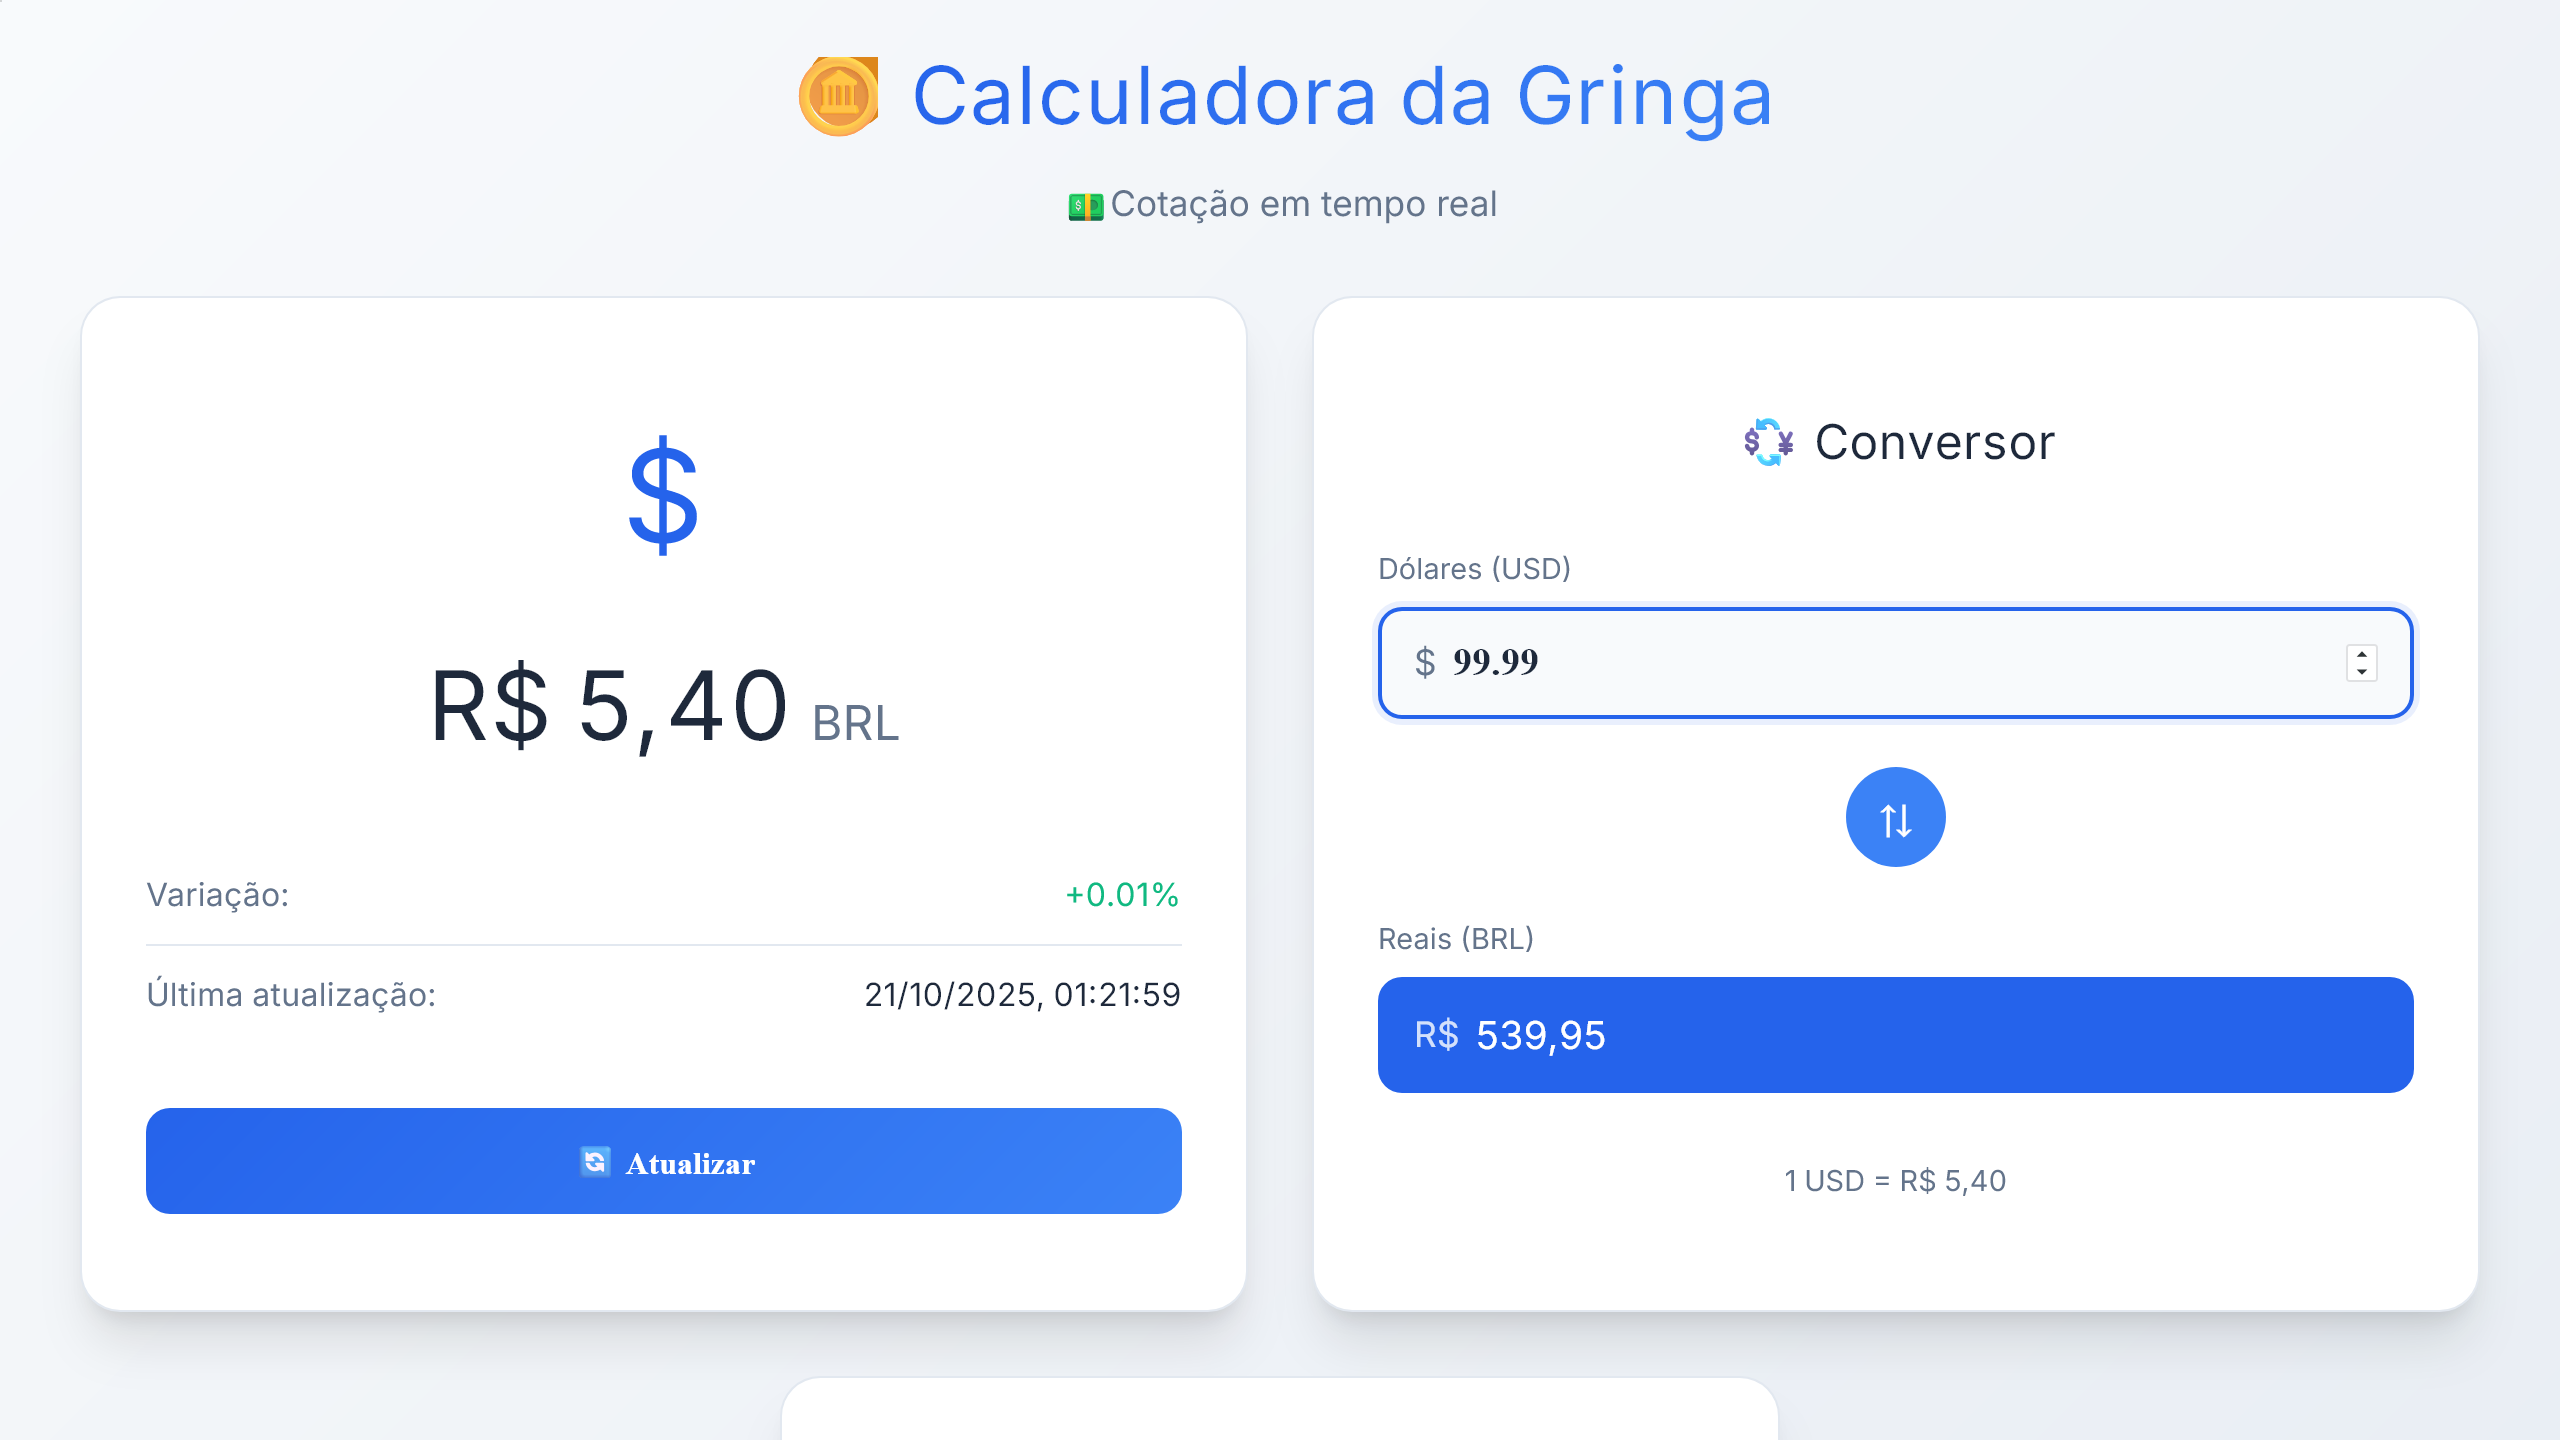 Calculadora da Gringa
Cotação em tempo real
$
R$ 5,40 BRL
Variação: +0.01%
Última atualização: 21/10/2025, 01:21:59
Atualizar
Conversor
Dólares (USD)
$ 99.99
Reais (BRL)
R$ 539,95
1 USD = R$ 5,40